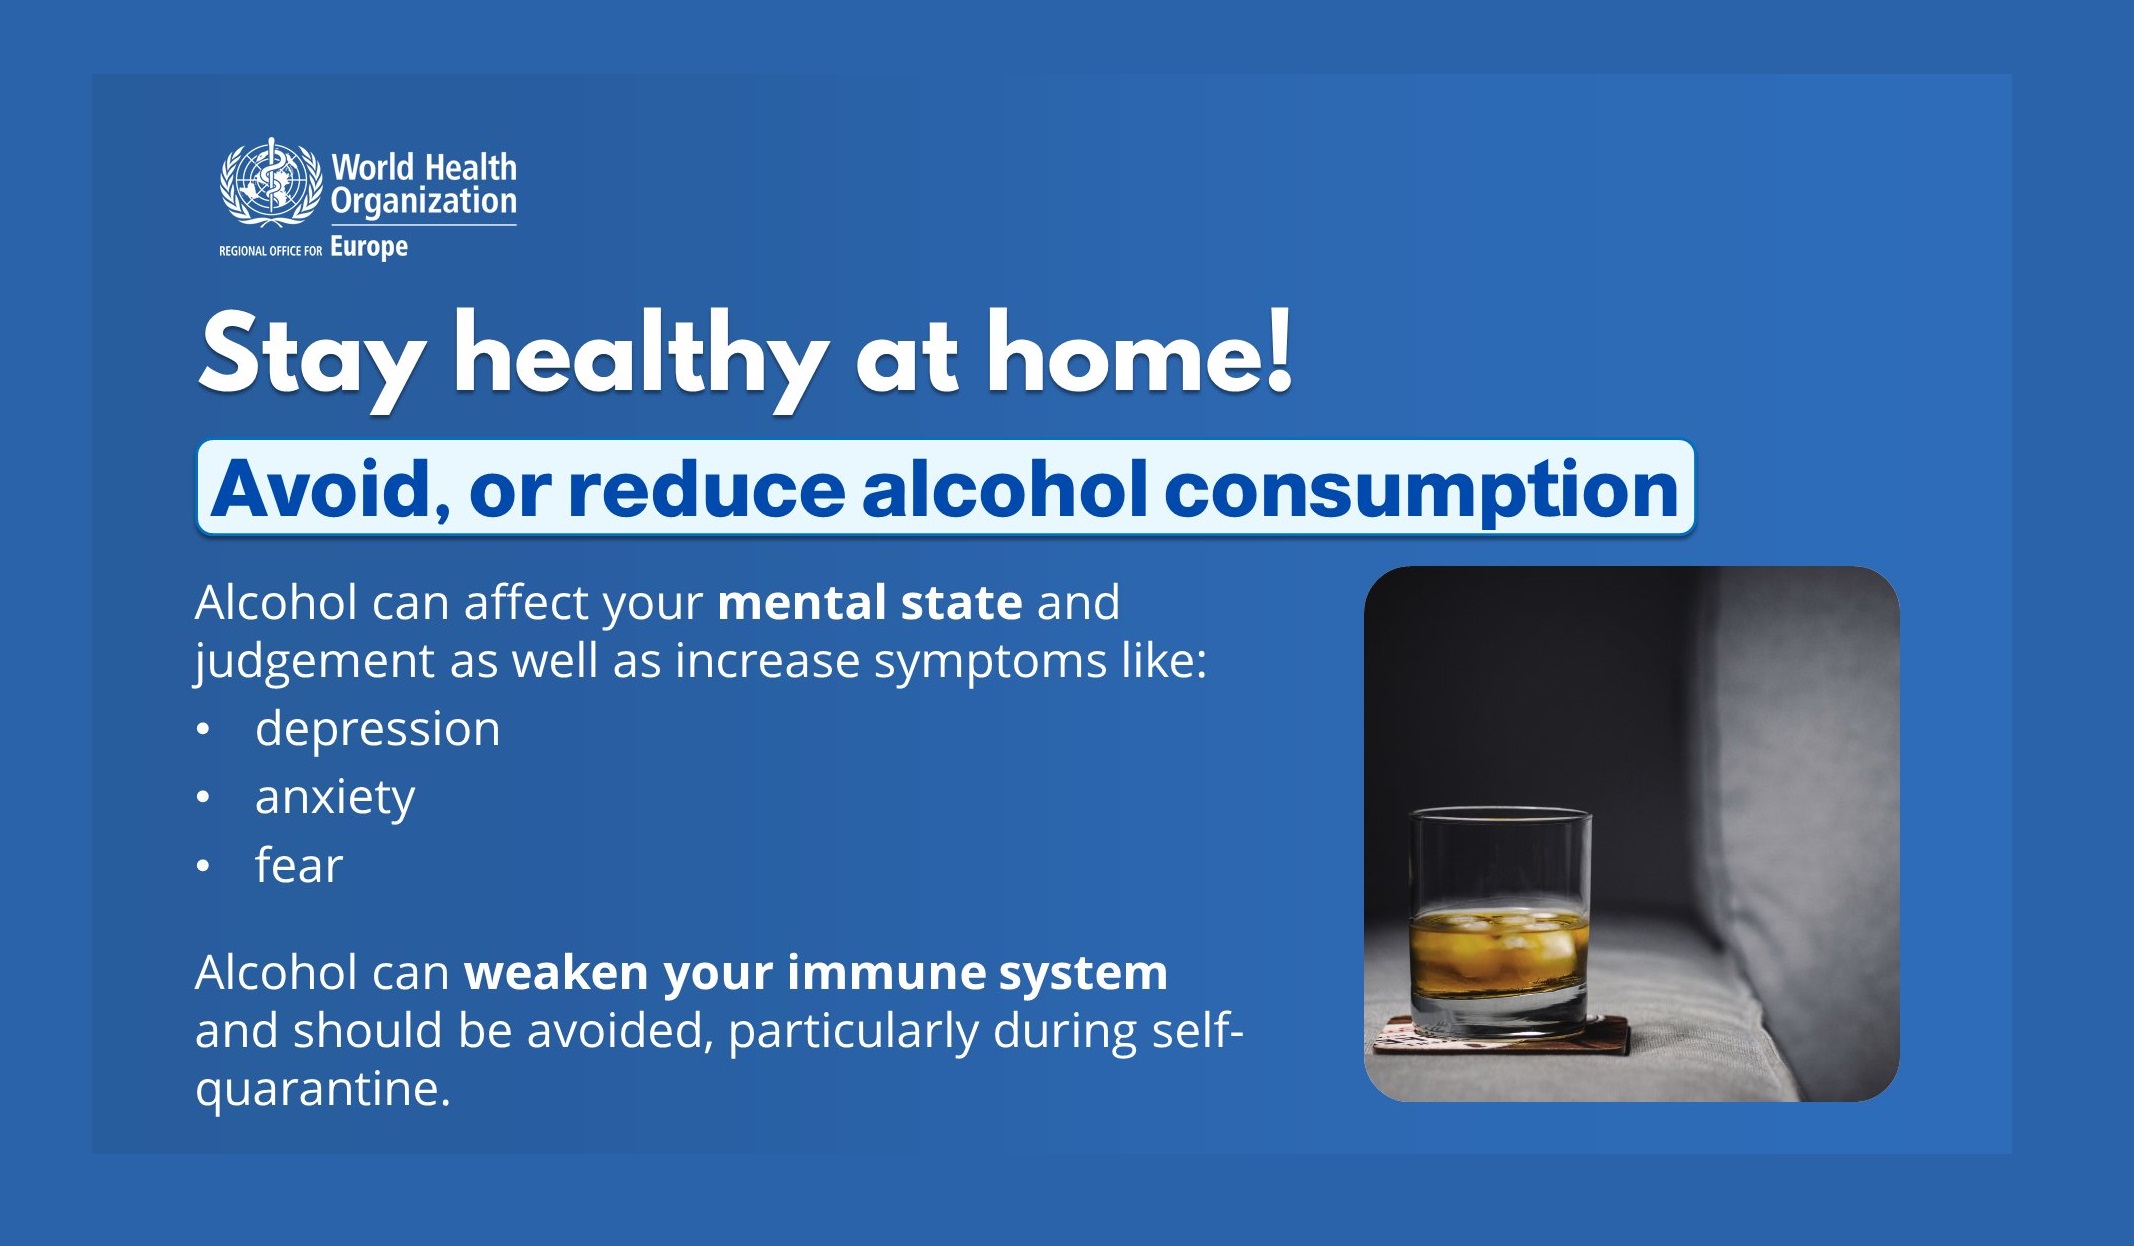 World Health
Organization
REGIONAL OFFICE FOR Europe
Stay healthy at home!
Avoid, or reduce alcohol consumption
Alcohol can affect your mental state and
judgement as well as increase symptoms like:
• depression
• anxiety
• fear
Alcohol can weaken your immune system
and should be avoided, particularly during self-
quarantine.